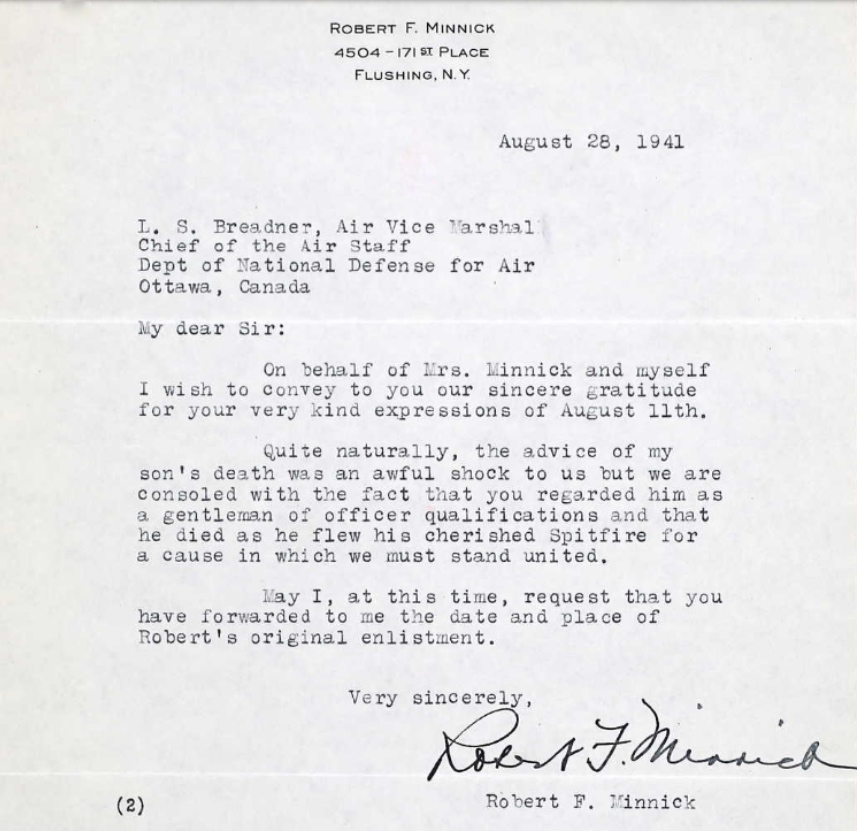 ROBERT F. MINNICK
4504 - 171 ST PLACE
FLUSHING, N.Y.
August 28, 1941
L. S. Breadner, Air Vice Marshal
Chief of the Air Staff
Dept of National Defense for Air
Ottawa, Canada
My dear Sir:
On behalf of Mrs. Minnick and myself
I wish to convey to you our sincere gratitude
for your very kind expressions of August 11th.
Quite naturally, the advice of my
son's death was an awful shock to us but we are
consoled with the fact that you regarded him as
a gentleman of officer qualifications and that
he died as he flew his cherished Spitfire for
a cause in which we must stand united.
May I, at this time, request that you
have forwarded to me the date and place of
Robert's original enlistment.
Very sincerely,
Robert F. Minnick
Robert F. Minnick
(2)